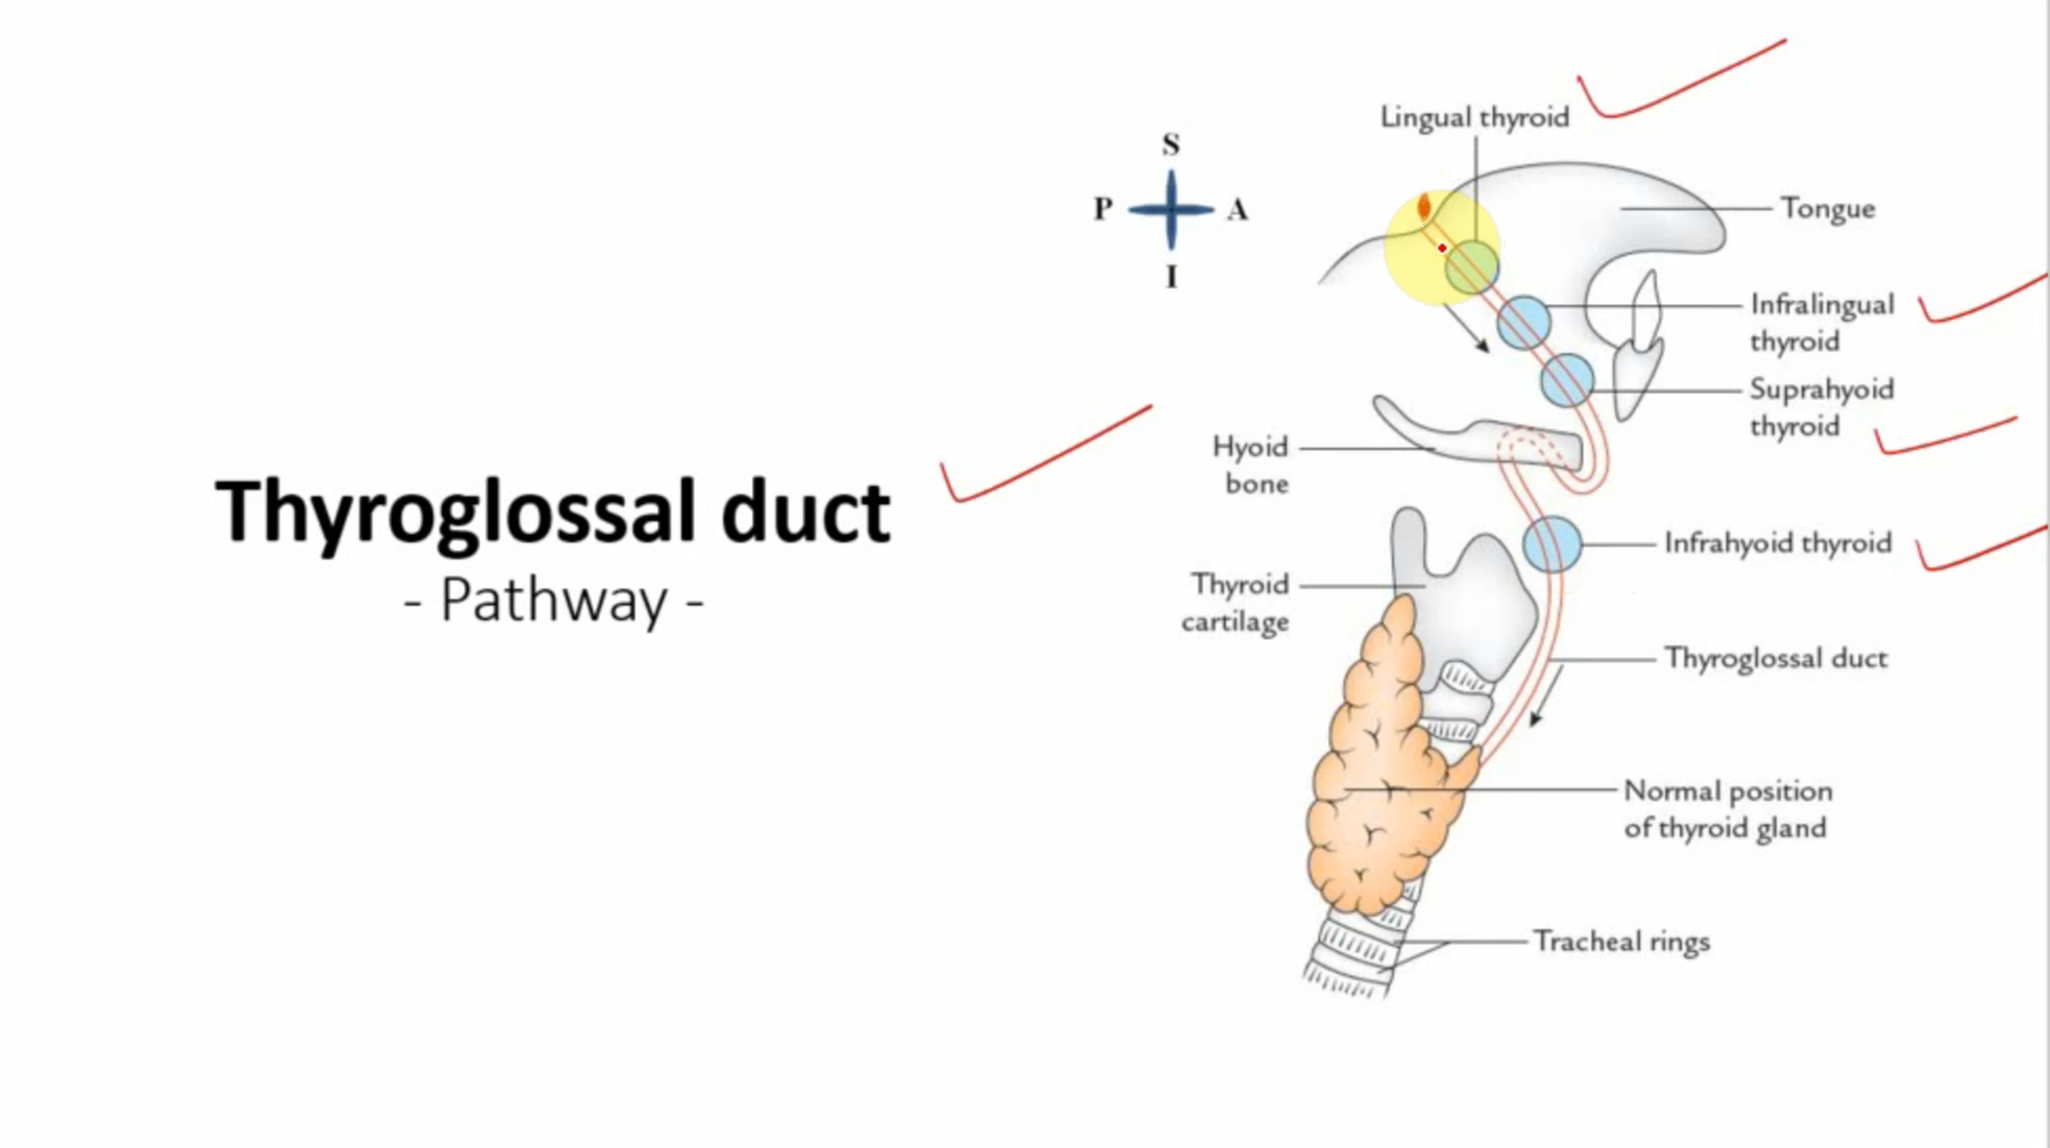 Thyroglossal duct
- Pathway -
S
P
A
I
Lingual thyroid
Tongue
Infralingual
thyroid
Suprahyoid
thyroid
Hyoid
bone
Infrahyoid thyroid
Thyroid
cartilage
Thyroglossal duct
Normal position
of thyroid gland
Tracheal rings